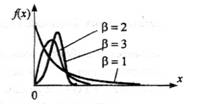 f(x)
β = 2
β = 3
β = 1
0
x